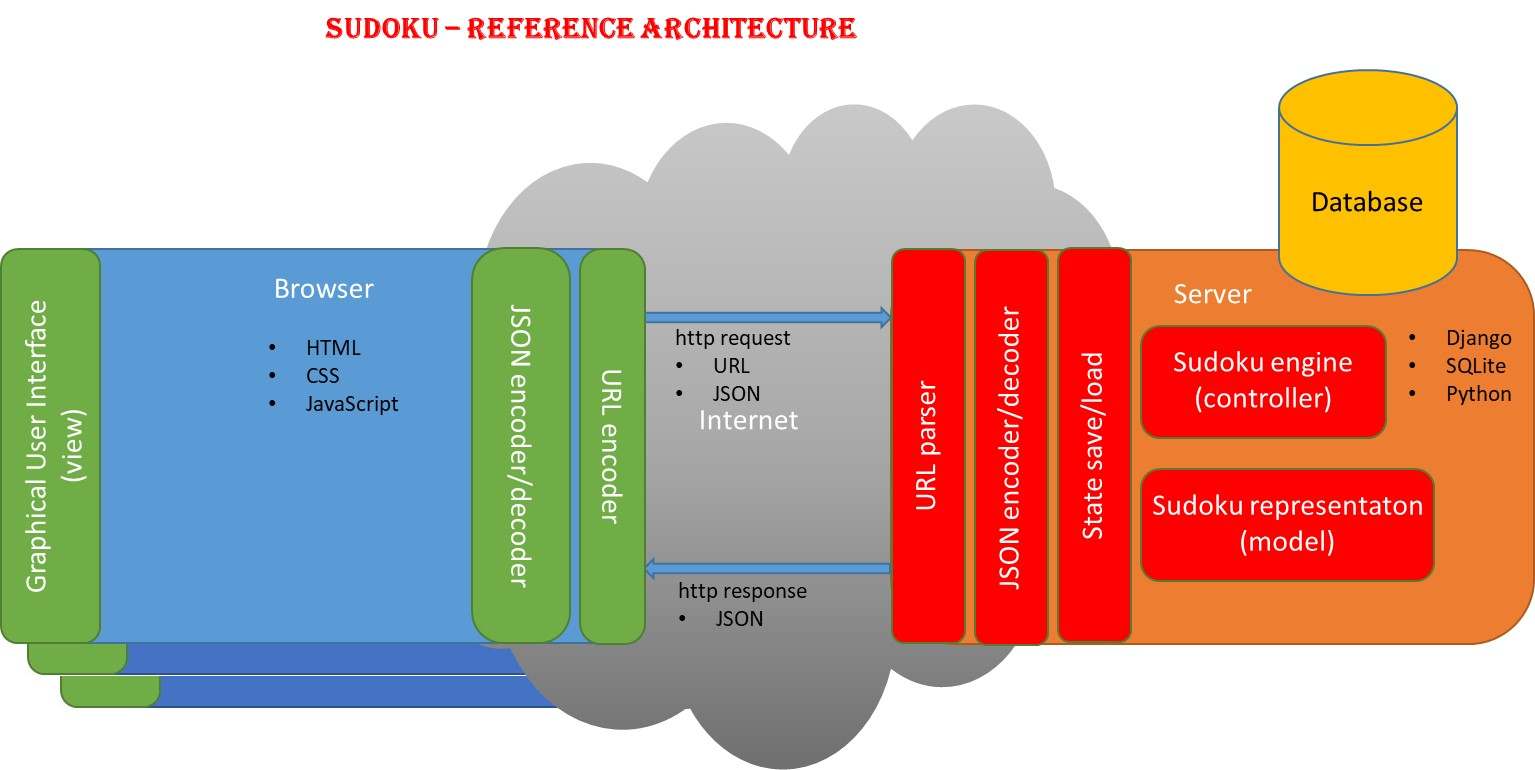 SUDOKU – REFERENCE ARCHITECTURE
Database
Graphical User Interface
(view)
Browser
• HTML
• CSS
• JavaScript
JSON encoder/decoder
URL encoder
http request
• URL
• JSON
Internet
http response
• JSON
URL parser
JSON encoder/decoder
State save/load
Server
Sudoku engine
(controller)
Sudoku representaton
(model)
• Django
• SQLite
• Python